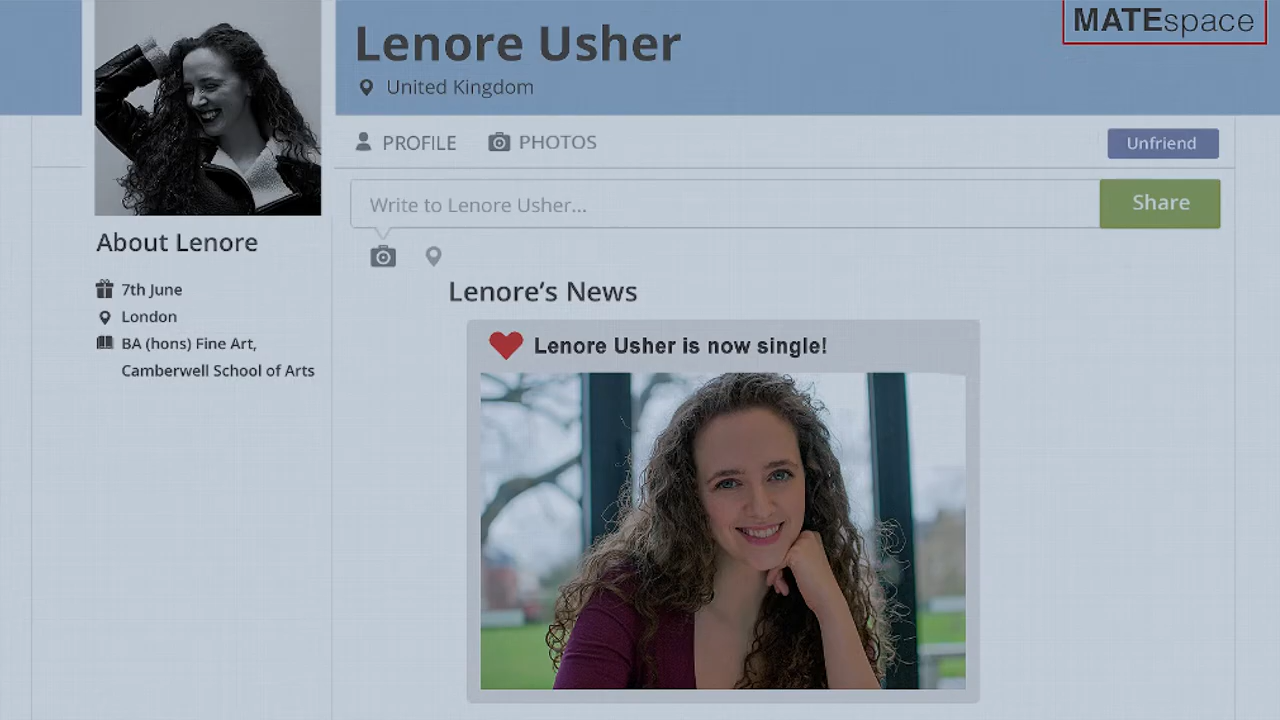 MATEspace
Lenore Usher
United Kingdom
PROFILE
PHOTOS
Unfriend
Write to Lenore Usher...
Share
About Lenore
7th June
London
BA (hons) Fine Art,
Camberwell School of Arts
Lenore's News
Lenore Usher is now single!